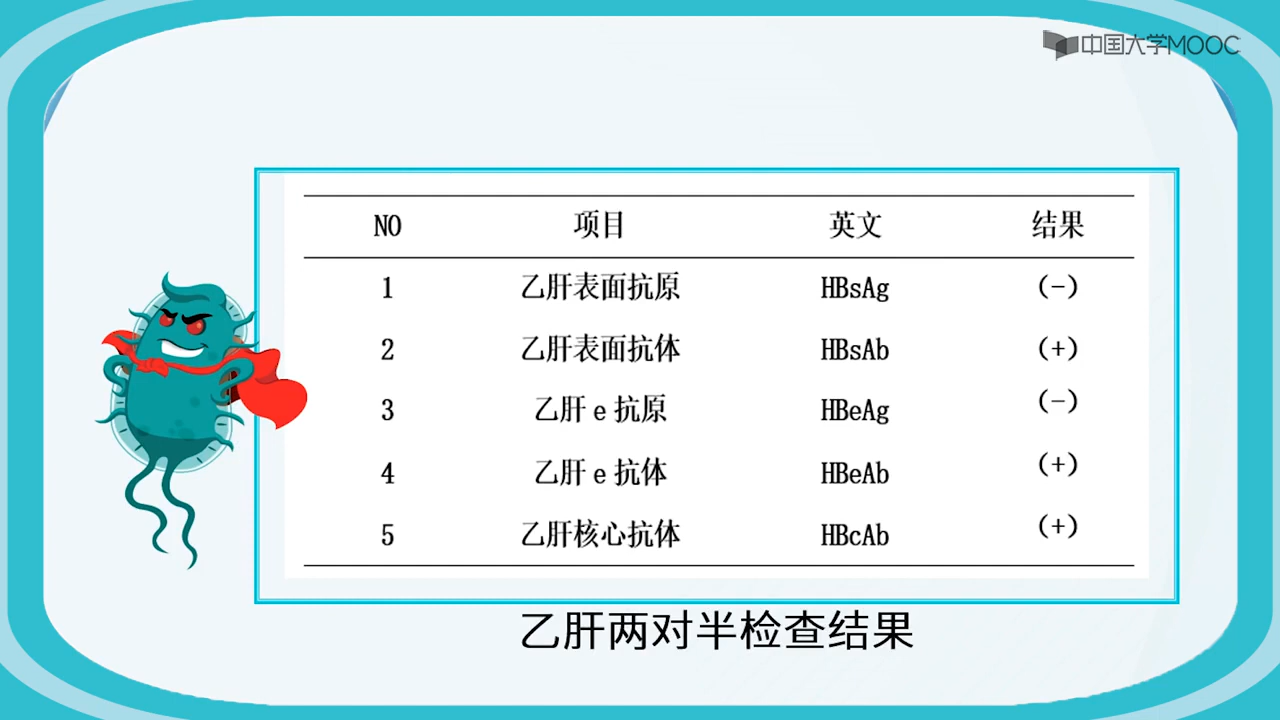 中国大学MOOC
NO 项目 英文 结果
1 乙肝表面抗原 HBsAg (-)
2 乙肝表面抗体 HBsAb (+)
3 乙肝 e 抗原 HBeAg (-)
4 乙肝 e 抗体 HBeAb (+)
5 乙肝核心抗体 HBcAb (+)
乙肝两对半检查结果